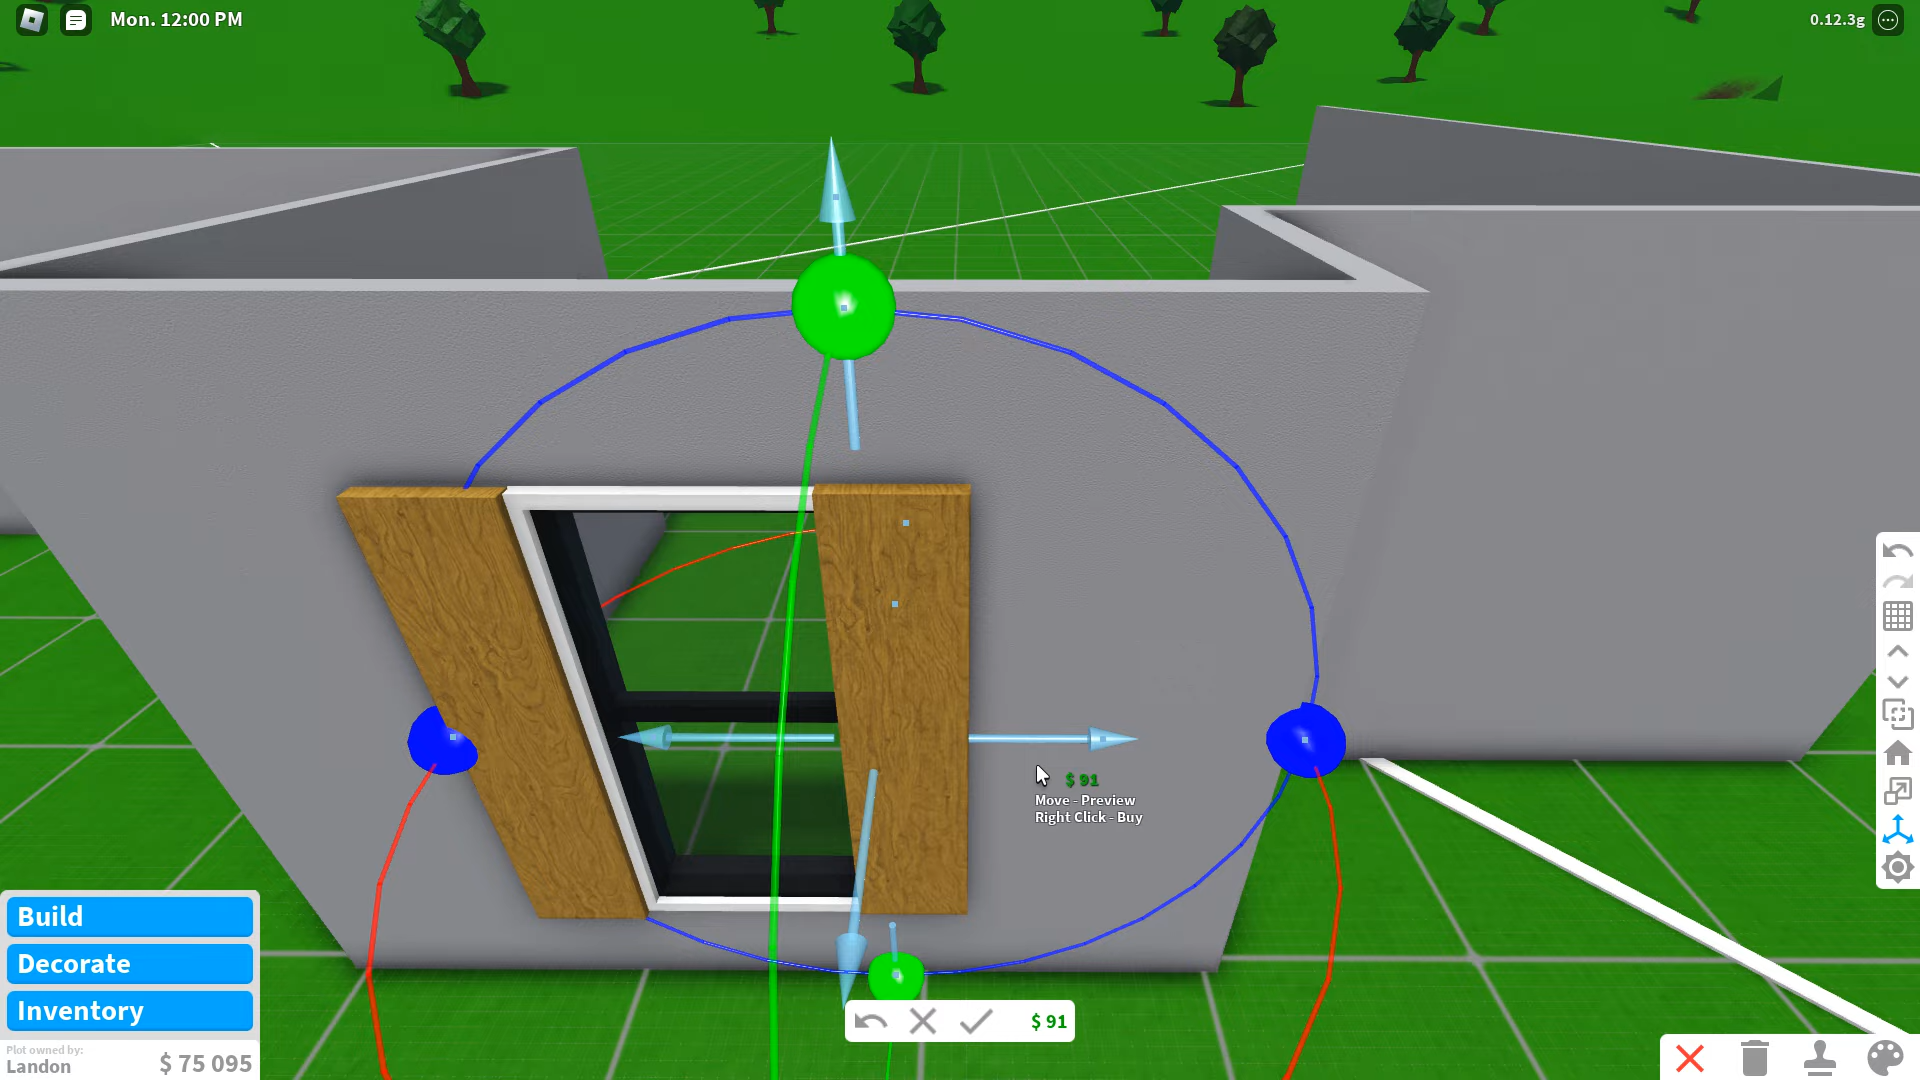 Mon. 12:00 PM
0.12.3g
$ 91
Move - Preview
Right Click - Buy
Build
Decorate
Inventory
Plot owned by:
Landon
$ 75 095
$ 91